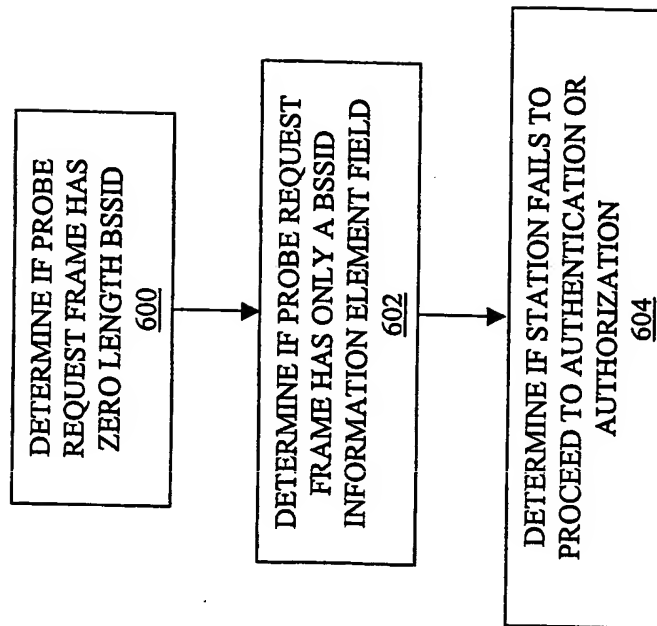 DETERMINE IF PROBE
REQUEST FRAME HAS
ZERO LENGTH BSSID
600
DETERMINE IF PROBE REQUEST
FRAME HAS ONLY A BSSID
INFORMATION ELEMENT FIELD
602
DETERMINE IF STATION FAILS TO
PROCEED TO AUTHENTICATION OR
AUTHORIZATION
604